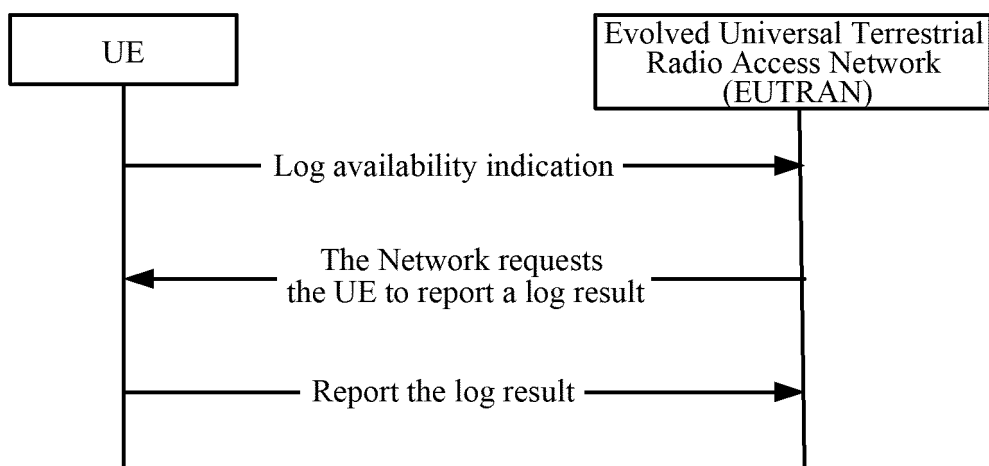 UE
Evolved Universal Terrestrial
Radio Access Network
(EUTRAN)
Log availability indication
The Network requests
the UE to report a log result
Report the log result